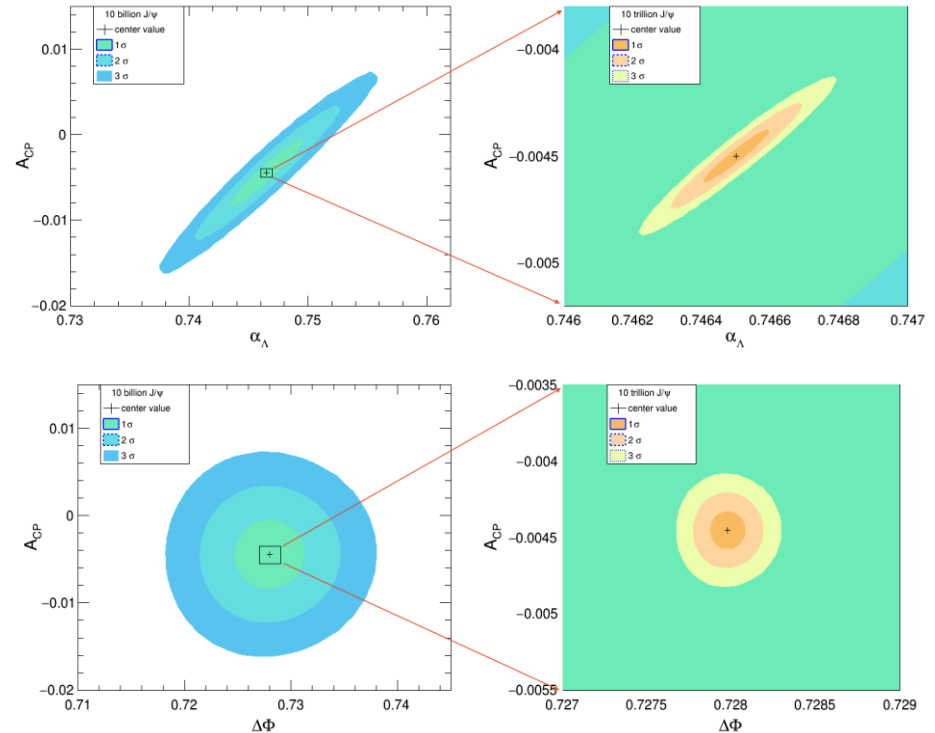 10 billion J/ψ
center value
1σ
2 σ
3 σ
0.01
0
−0.01
−0.02
A_CP
0.73
0.74
0.75
0.76
α_Λ
10 trillion J/ψ
center value
1σ
2 σ
3 σ
−0.004
−0.0045
−0.005
A_CP
0.746
0.7462
0.7464
0.7466
0.7468
0.747
α_Λ
10 billion J/ψ
center value
1σ
2 σ
3 σ
0.01
0
−0.01
−0.02
A_CP
0.71
0.72
0.73
0.74
ΔΦ
10 trillion J/ψ
center value
1σ
2 σ
3 σ
−0.0035
−0.004
−0.0045
−0.005
−0.0055
A_CP
0.727
0.7275
0.728
0.7285
0.729
ΔΦ